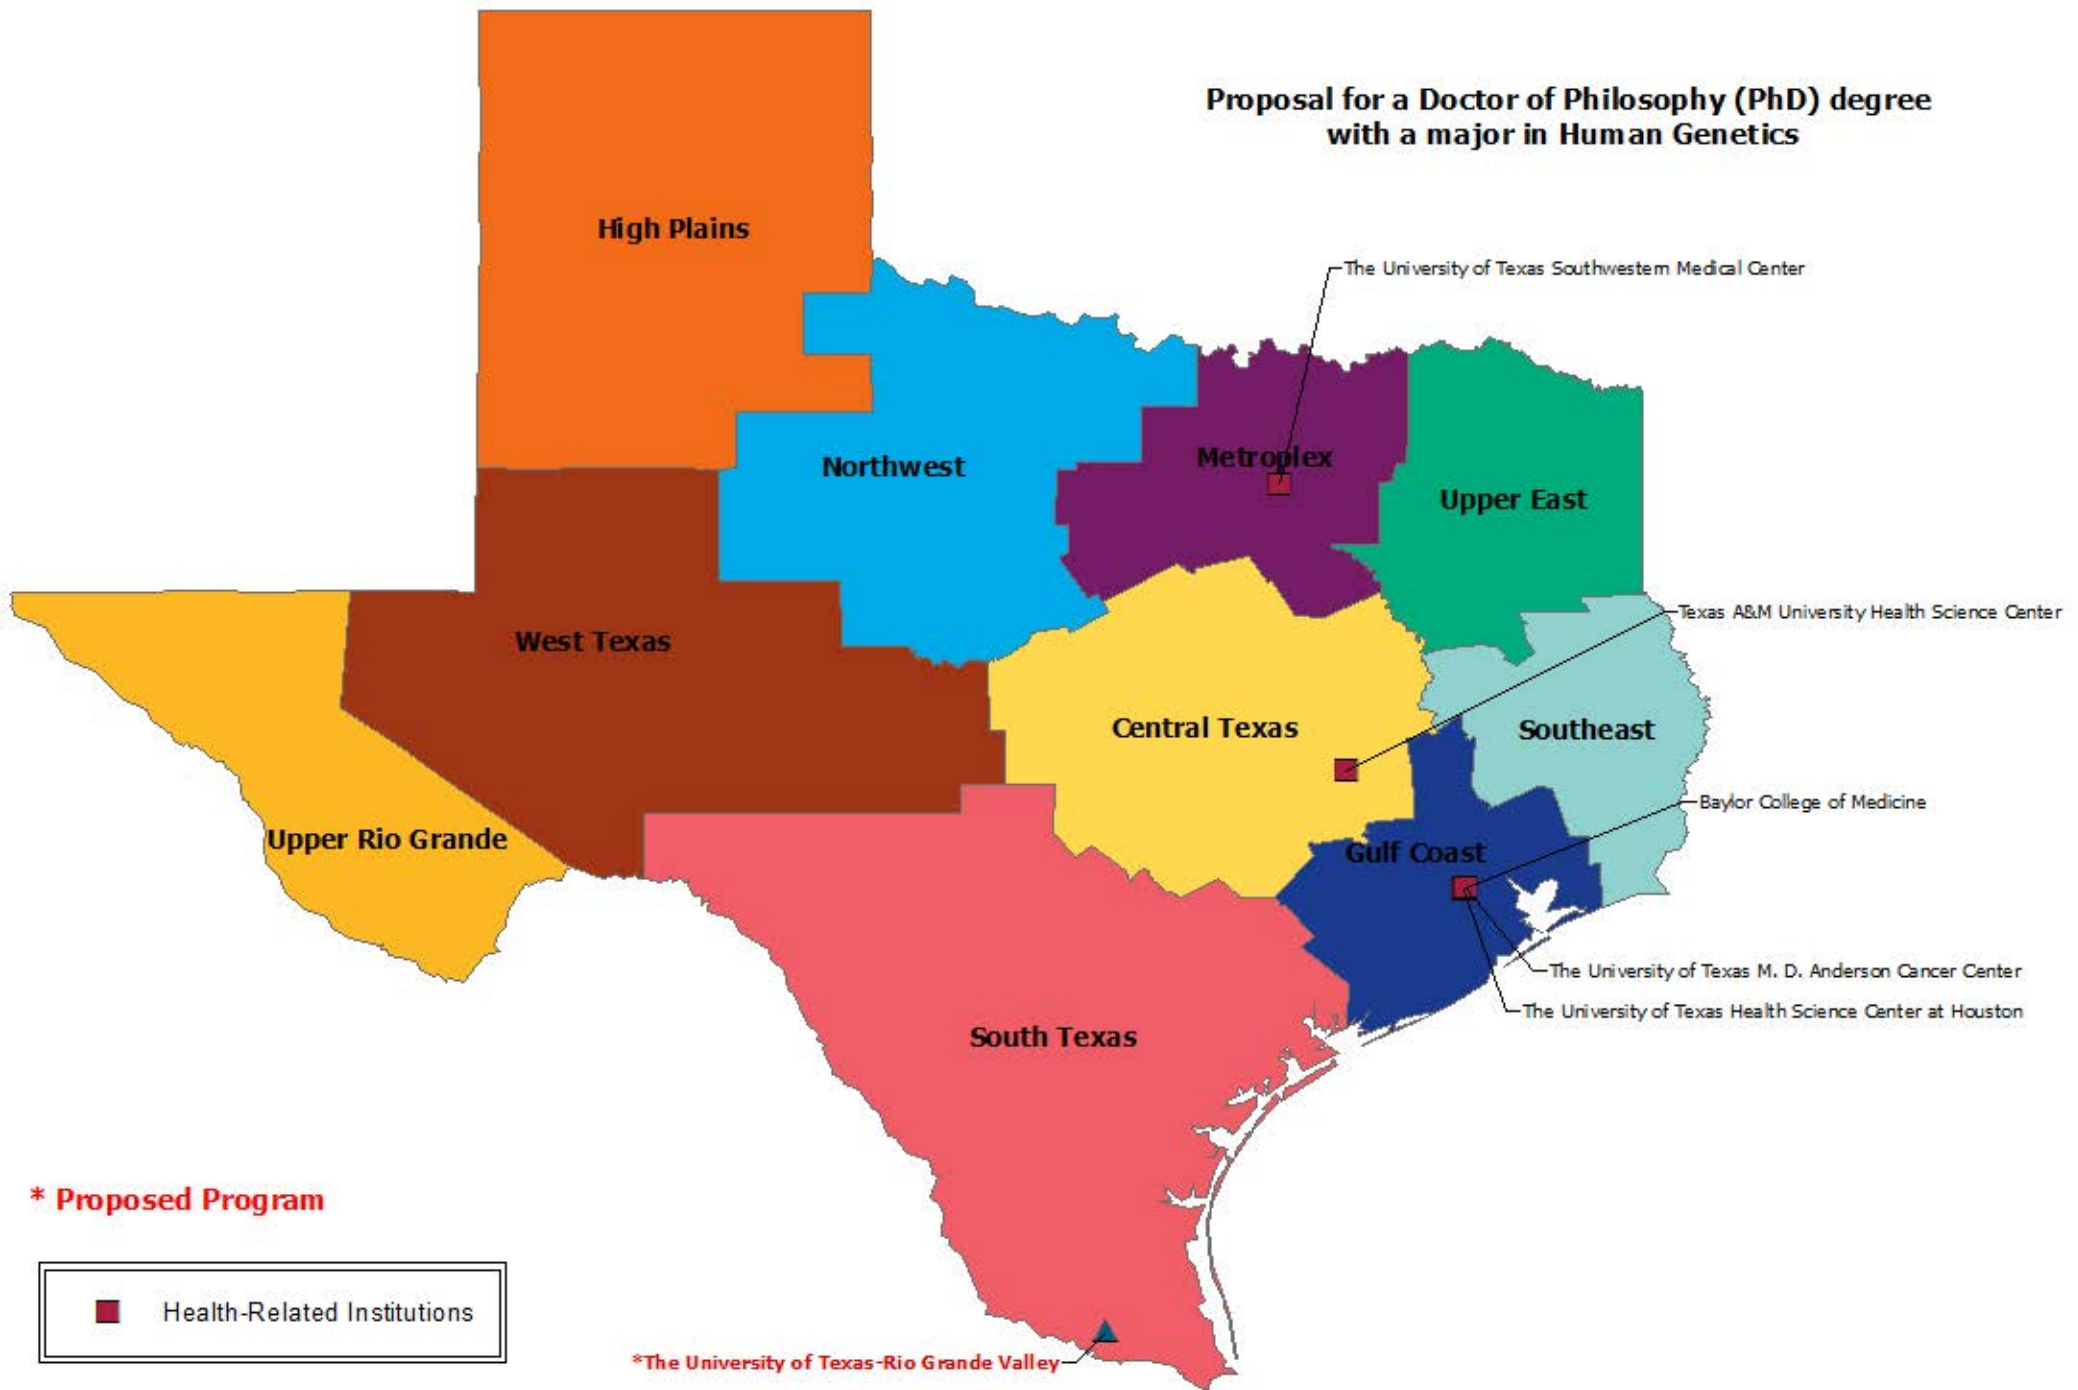 Proposal for a Doctor of Philosophy (PhD) degree
with a major in Human Genetics
High Plains
The University of Texas Southwestern Medical Center
Northwest
Metroplex
Upper East
Texas A&M University Health Science Center
West Texas
Central Texas
Southeast
Baylor College of Medicine
Upper Rio Grande
Gulf Coast
The University of Texas M. D. Anderson Cancer Center
The University of Texas Health Science Center at Houston
South Texas
* Proposed Program
Health-Related Institutions
*The University of Texas-Rio Grande Valley